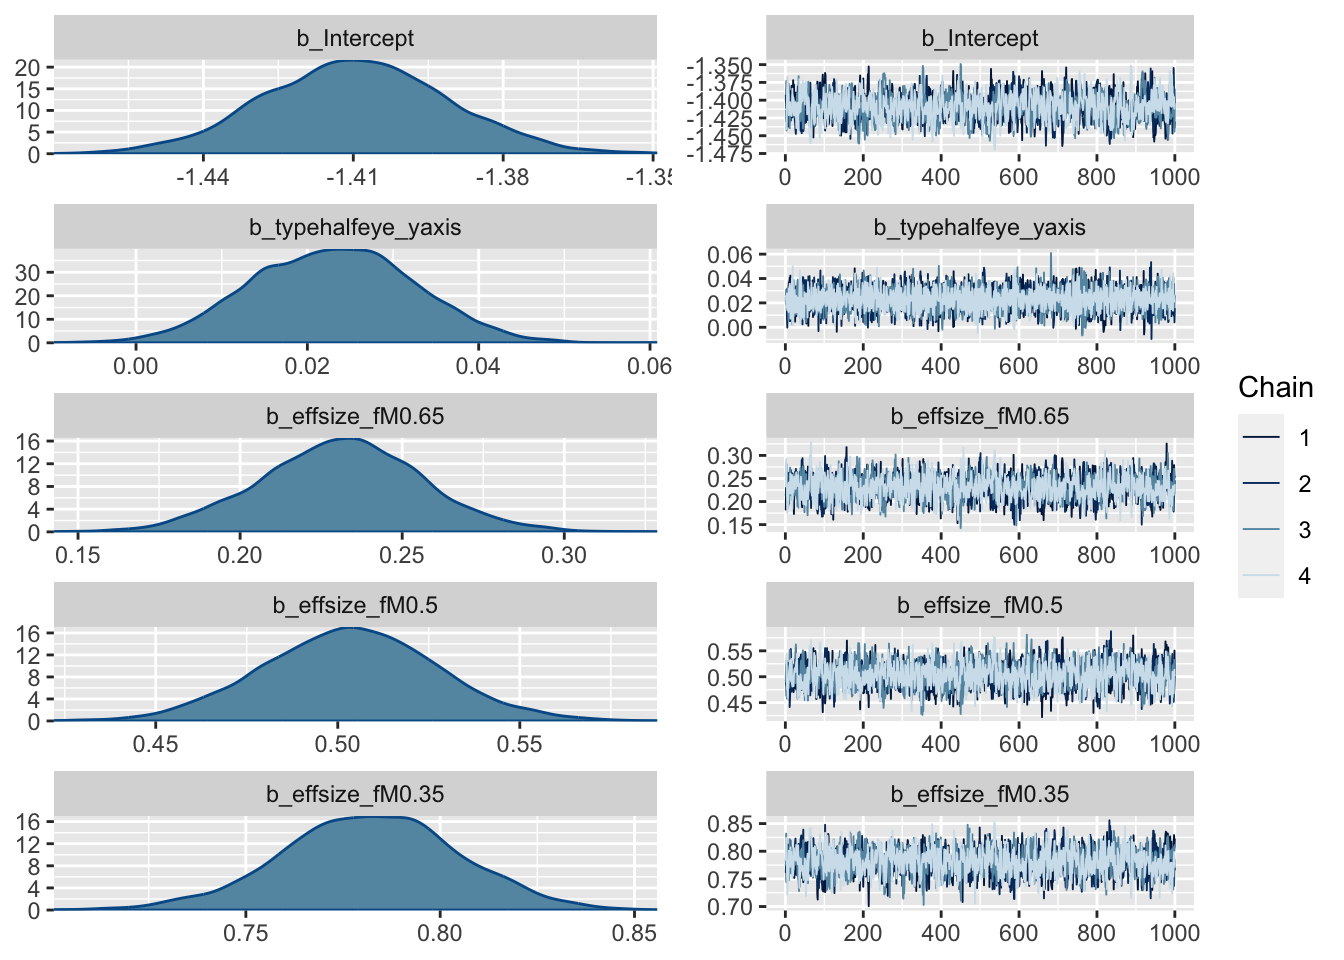 b_Intercept
20
15
10
5
0
-1.44
-1.41
-1.38
b_Intercept
-1.350
-1.375
-1.400
-1.425
-1.450
-1.475
0 200 400 600 800 1000
b_typehalfeye_yaxis
30
20
10
0
0.00 0.02 0.04 0.06
b_typehalfeye_yaxis
0.06
0.04
0.02
0.00
0 200 400 600 800 1000
b_effsize_fM0.65
16
12
8
4
0
0.15 0.20 0.25 0.30
b_effsize_fM0.65
0.30
0.25
0.20
0.15
0 200 400 600 800 1000
b_effsize_fM0.5
16
12
8
4
0
0.45 0.50 0.55
b_effsize_fM0.5
0.55
0.50
0.45
0 200 400 600 800 1000
b_effsize_fM0.35
16
12
8
4
0
0.75 0.80 0.85
b_effsize_fM0.35
0.85
0.80
0.75
0.70
0 200 400 600 800 1000
Chain
1
2
3
4